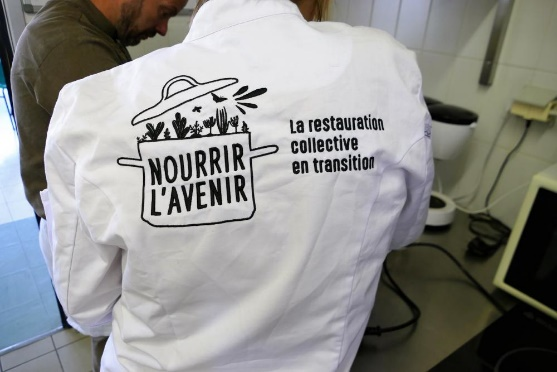 NOURRIR
L'AVENIR
La restauration
collective
en transition